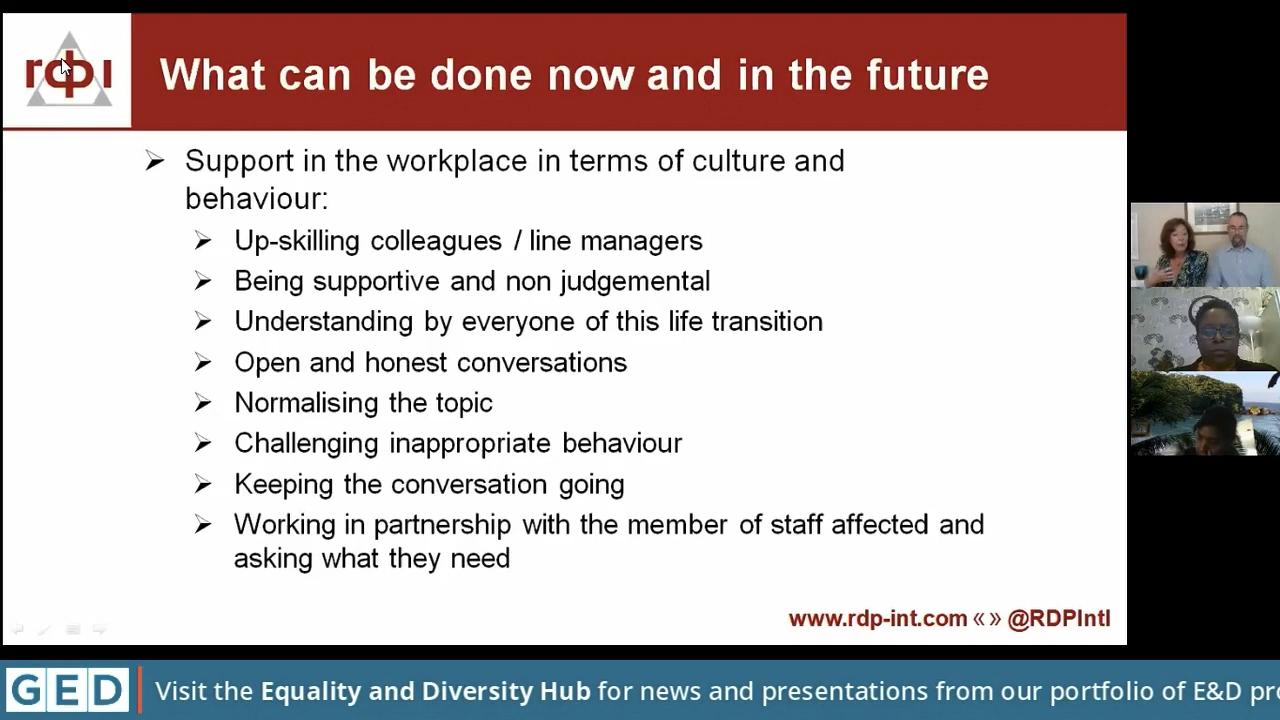 rdpi
What can be done now and in the future
Support in the workplace in terms of culture and
behaviour:
Up-skilling colleagues / line managers
Being supportive and non judgemental
Understanding by everyone of this life transition
Open and honest conversations
Normalising the topic
Challenging inappropriate behaviour
Keeping the conversation going
Working in partnership with the member of staff affected and
asking what they need
www.rdp-int.com «» @RDPIntl
GED Visit the Equality and Diversity Hub for news and presentations from our portfolio of E&D pr